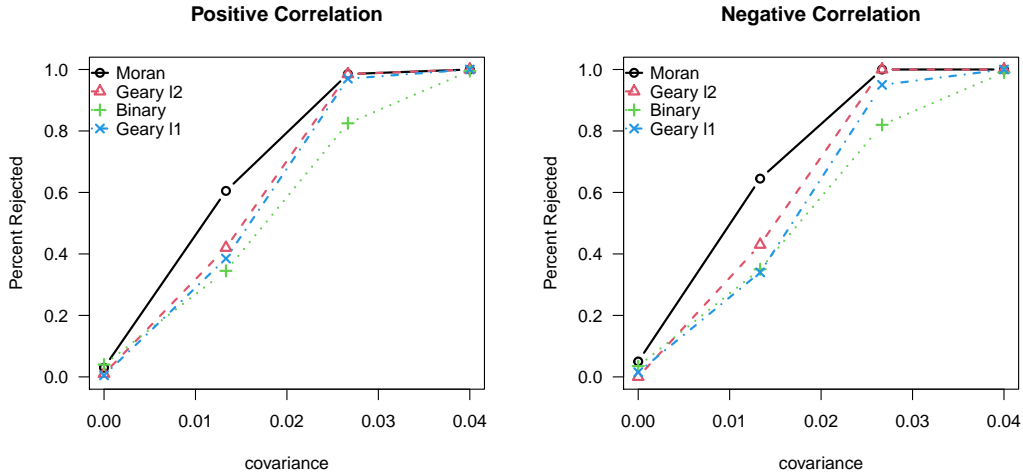 Positive Correlation
1.0
0.8
0.6
0.4
0.2
0.0
Percent Rejected
Moran
Geary l2
Binary
Geary l1
0.00
0.01
0.02
0.03
0.04
covariance
Negative Correlation
1.0
0.8
0.6
0.4
0.2
0.0
Percent Rejected
Moran
Geary l2
Binary
Geary l1
0.00
0.01
0.02
0.03
0.04
covariance